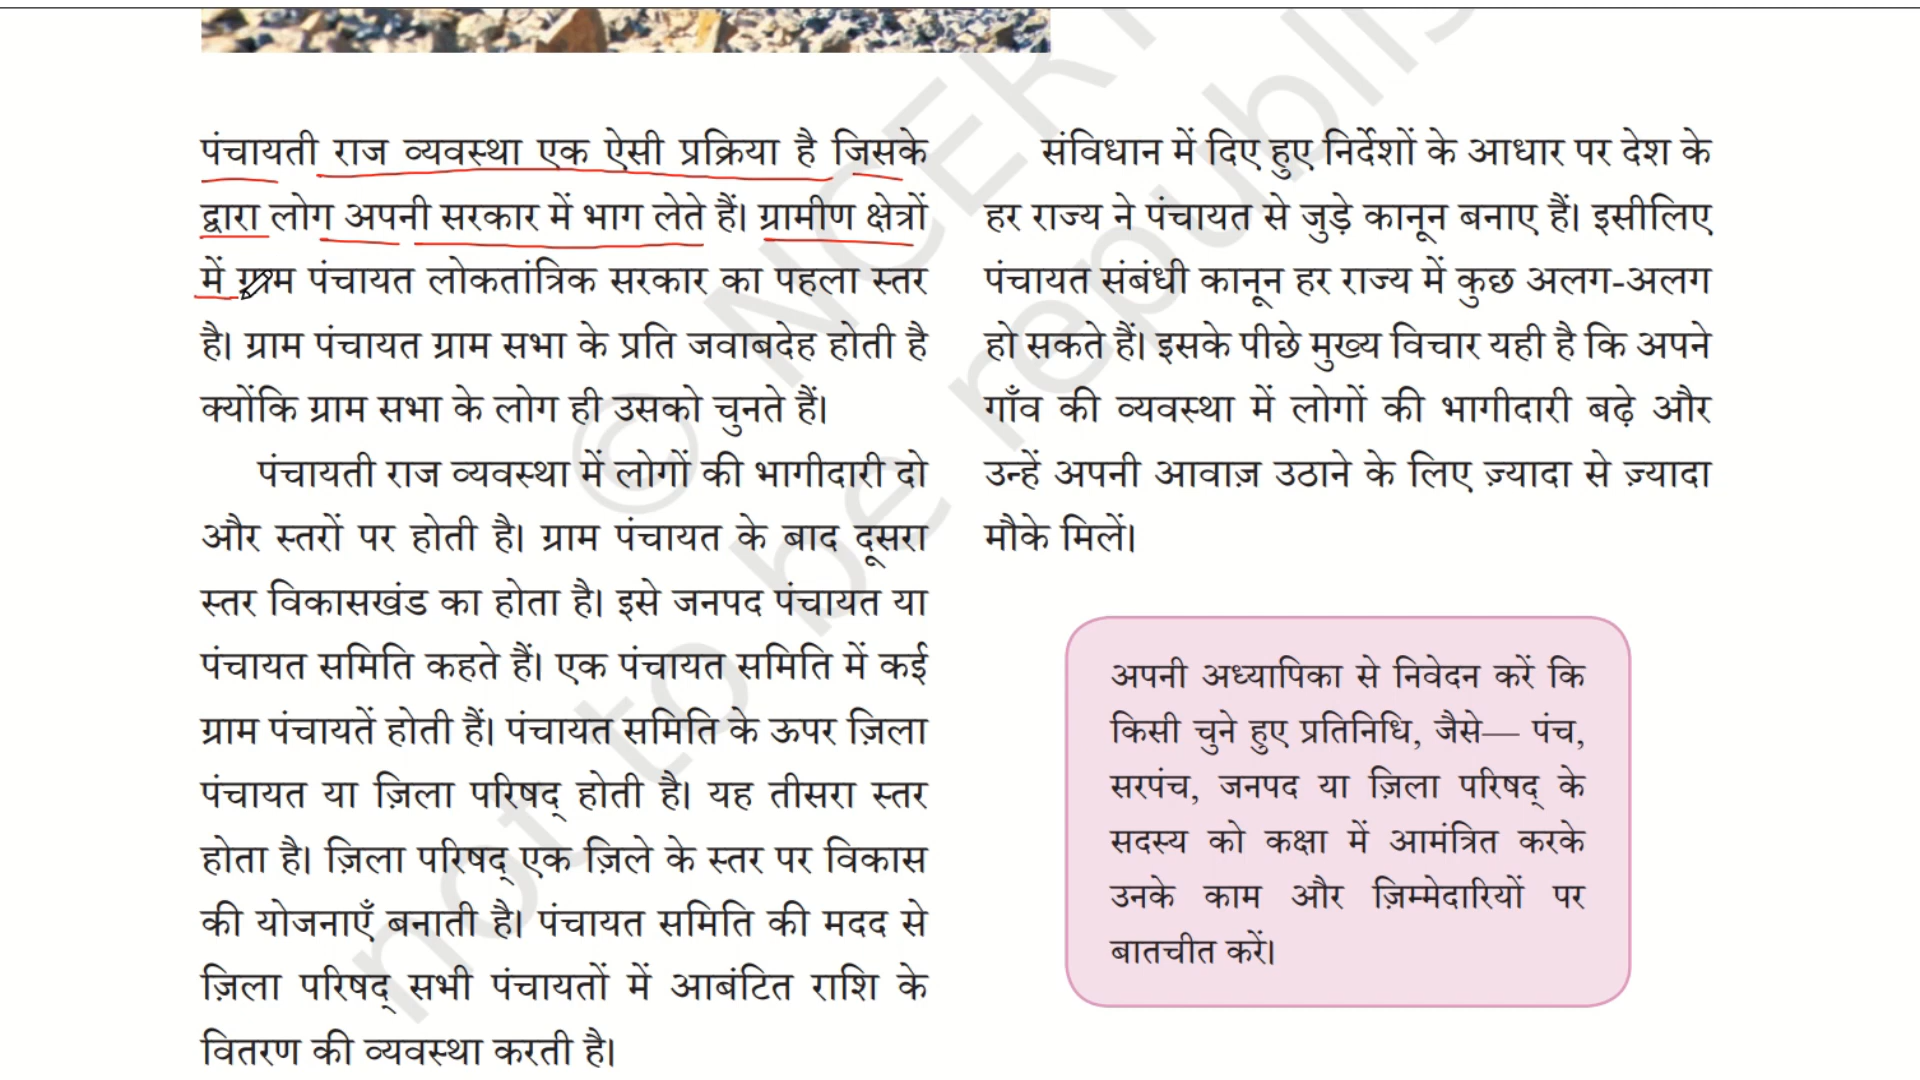 पंचायती राज व्यवस्था एक ऐसी प्रक्रिया है जिसके
द्वारा लोग अपनी सरकार में भाग लेते हैं। ग्रामीण क्षेत्रों
में ग्राम पंचायत लोकतांत्रिक सरकार का पहला स्तर
है। ग्राम पंचायत ग्राम सभा के प्रति जवाबदेह होती है
क्योंकि ग्राम सभा के लोग ही उसको चुनते हैं।
पंचायती राज व्यवस्था में लोगों की भागीदारी दो
और स्तरों पर होती है। ग्राम पंचायत के बाद दूसरा
स्तर विकासखंड का होता है। इसे जनपद पंचायत या
पंचायत समिति कहते हैं। एक पंचायत समिति में कई
ग्राम पंचायतें होती हैं। पंचायत समिति के ऊपर ज़िला
पंचायत या ज़िला परिषद् होती है। यह तीसरा स्तर
होता है। ज़िला परिषद् एक ज़िले के स्तर पर विकास
की योजनाएँ बनाती है। पंचायत समिति की मदद से
ज़िला परिषद् सभी पंचायतों में आबंटित राशि के
वितरण की व्यवस्था करती है।
संविधान में दिए हुए निर्देशों के आधार पर देश के
हर राज्य ने पंचायत से जुड़े कानून बनाए हैं। इसीलिए
पंचायत संबंधी कानून हर राज्य में कुछ अलग-अलग
हो सकते हैं। इसके पीछे मुख्य विचार यही है कि अपने
गाँव की व्यवस्था में लोगों की भागीदारी बढ़े और
उन्हें अपनी आवाज़ उठाने के लिए ज़्यादा से ज़्यादा
मौके मिलें।
अपनी अध्यापिका से निवेदन करें कि
किसी चुने हुए प्रतिनिधि, जैसे— पंच,
सरपंच, जनपद या ज़िला परिषद् के
सदस्य को कक्षा में आमंत्रित करके
उनके काम और ज़िम्मेदारियों पर
बातचीत करें।
© NCERT
not to be republis